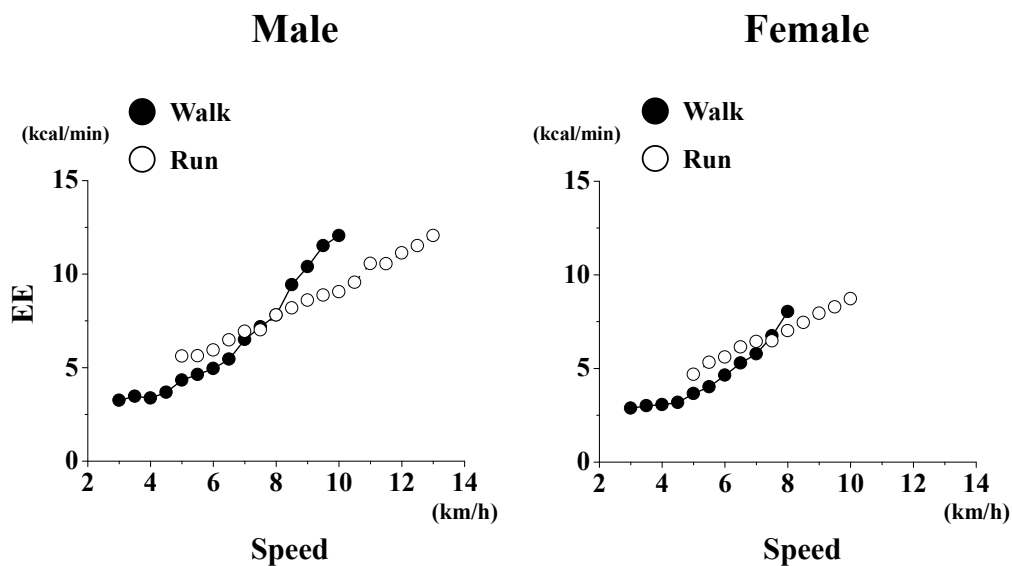 Male
Female
Walk
Run
(kcal/min)
Walk
Run
(kcal/min)
EE
15
10
5
0
2 4 6 8 10 12 14
(km/h)
Speed
15
10
5
0
2 4 6 8 10 12 14
(km/h)
Speed